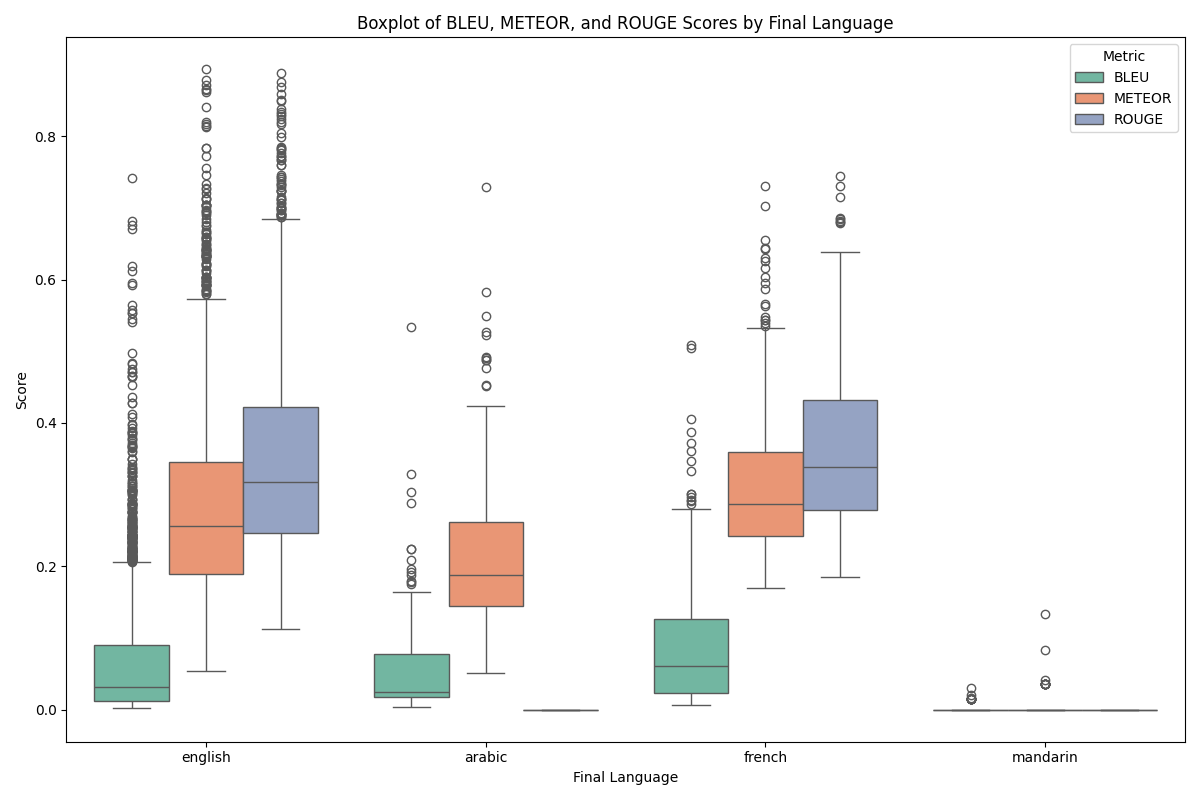 Boxplot of BLEU, METEOR, and ROUGE Scores by Final Language
Metric
BLEU
METEOR
ROUGE
0.8
0.6
0.4
0.2
0.0
Score
english
arabic
french
mandarin
Final Language